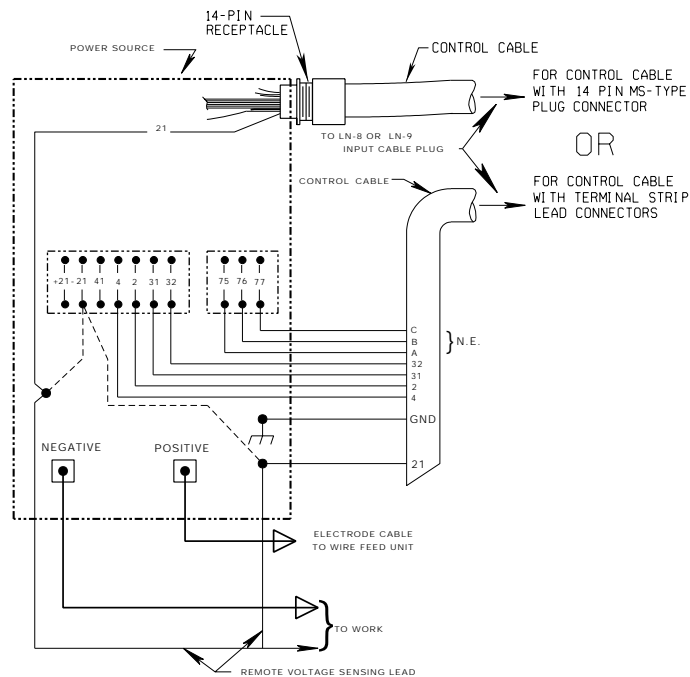 14-PIN
RECEPTACLE
POWER SOURCE
CONTROL CABLE
FOR CONTROL CABLE
WITH 14 PIN MS-TYPE
PLUG CONNECTOR
21
TO LN-8 OR LN-9
INPUT CABLE PLUG
OR
CONTROL CABLE
FOR CONTROL CABLE
WITH TERMINAL STRIP
LEAD CONNECTORS
+21 -21 41 4 2 31 32
75 76 77
C
B
A
N.E.
32
31
2
4
GND
NEGATIVE
POSITIVE
21
ELECTRODE CABLE
TO WIRE FEED UNIT
TO WORK
REMOTE VOLTAGE SENSING LEAD